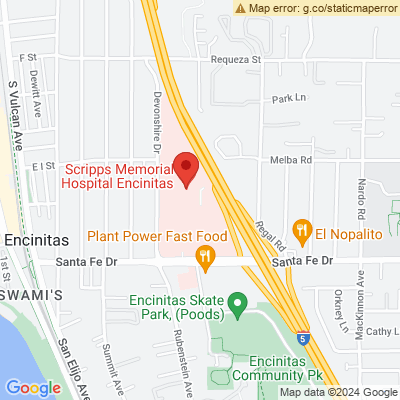 Map error: g.co/staticmaperror
F St
Requeza St
Dewitt Ave
S Vulcan Ave
Devonshire Dr
Park Ln
E I St
Melba Rd
Scripps Memorial
Hospital Encinitas
Nardo Rd
Regal Rd
Encinitas
Plant Power Fast Food
El Nopalito
1st St
Santa Fe Dr
Santa Fe Dr
SWAMI'S
Encinitas Skate
Park, (Poods)
Orkney Ln
MacKinnon Ave
5
Cathy L
San Elijo Ave
Summit Ave
Rubenstein Ave
Encinitas
Community Pk
Google
Map data ©2024 Google